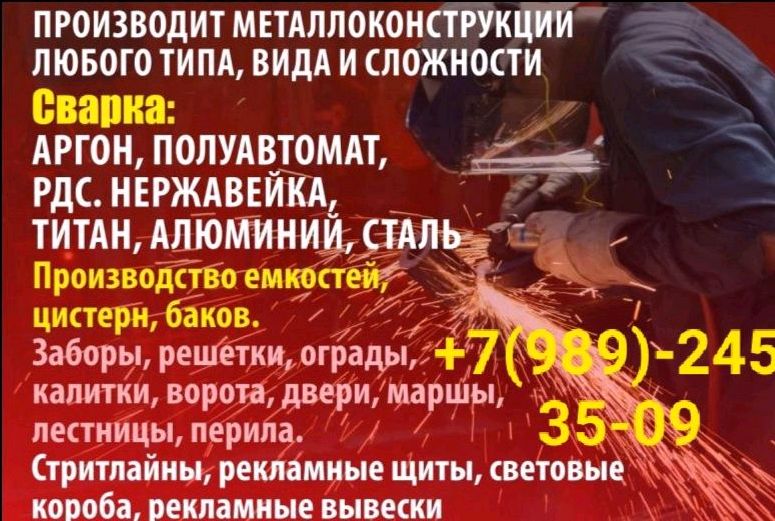 ПРОИЗВОДИТ МЕТАЛЛОКОНСТРУКЦИИ
ЛЮБОГО ТИПА, ВИДА И СЛОЖНОСТИ
Сварка:
АРГОН, ПОЛУАВТОМАТ,
РДС. НЕРЖАВЕЙКА,
ТИТАН, АЛЮМИНИЙ, СТАЛЬ
Производство емкостей,
цистерн, баков.
Заборы, решетки, ограды,
калитки, ворота, двери, марши,
лестницы, перила.
+7(989)-245
35-09
Стритлайны, рекламные щиты, световые
короба, рекламные вывески